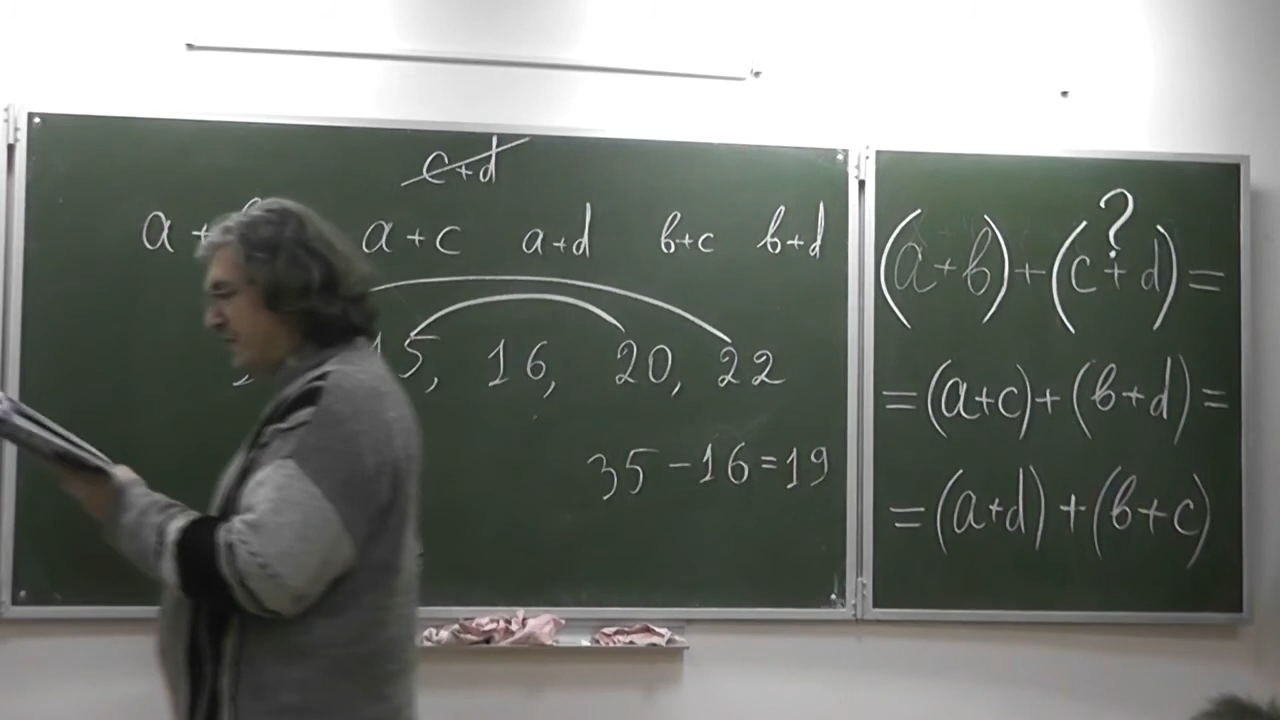 c+d
a + a+c a+d в+c в+d
15, 16, 20, 22
35-16=19
?
(a+в)+(c+d)=
=(a+c)+(в+d)=
=(a+d)+(в+c)